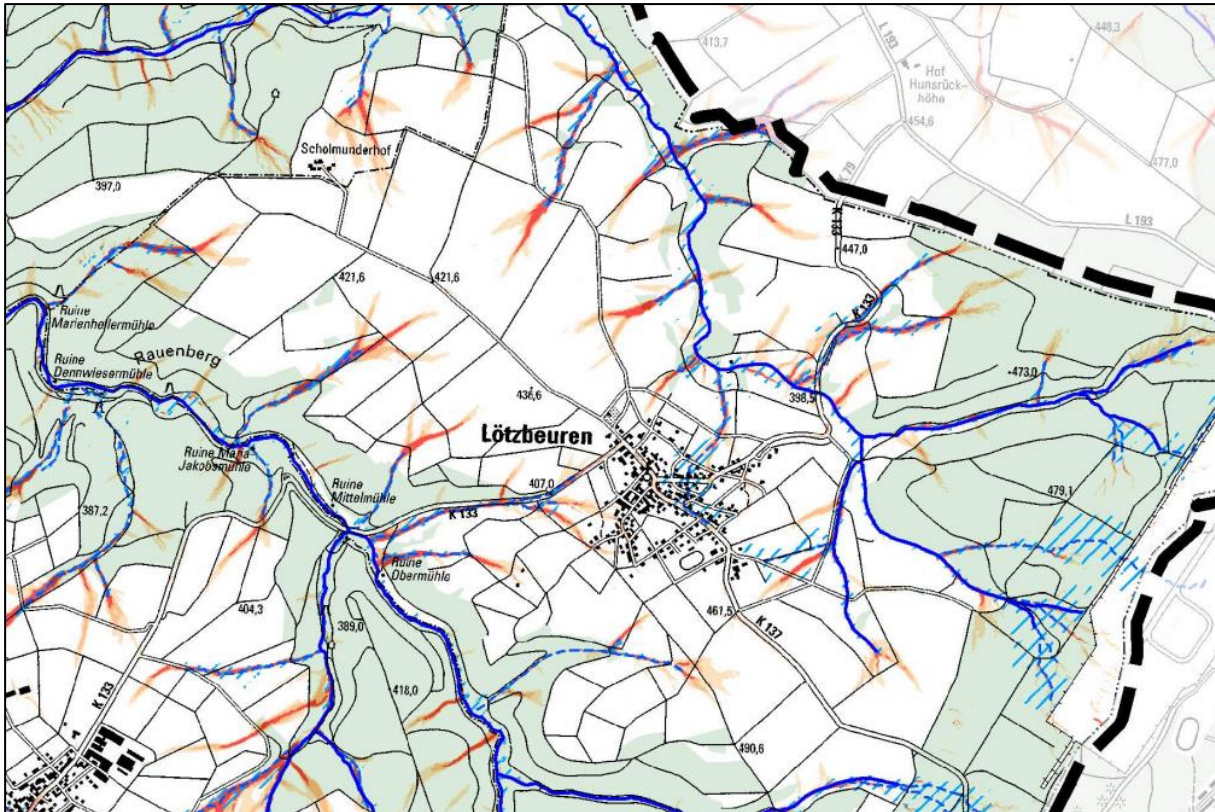 413,7
L 193
448,3
Hof
Hunsrück-
höhe
454,6
477,0
Scholmunderhof
K 79
397,0
L 193
K 133
447,0
421,6
421,6
Ruine
Marienhellermühle
K 133
Rauenberg
Ruine
Dennwiesermühle
473,0
436,6
398,5
Lötzbeuren
Ruine Maria-
Jakobsmühle
Ruine
Mittelmühle
407,0
479,1
387,2
K 133
Ruine
Obermühle
404,3
389,0
461,5
K 137
418,0
K 133
490,6